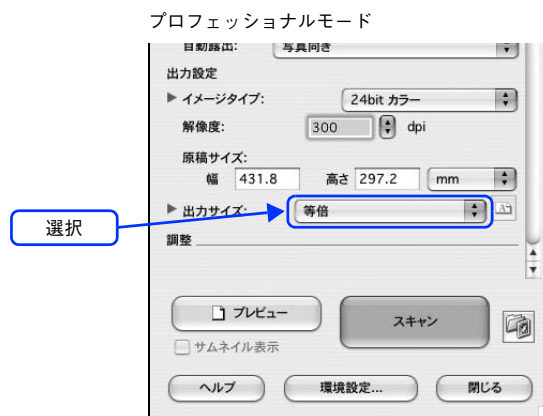 プロフェッショナルモード
自動露出: 写真向き
出力設定
イメージタイプ: 24bit カラー
解像度: 300 dpi
原稿サイズ:
幅 431.8 高さ 297.2 mm
出力サイズ: 等倍
選択
調整
プレビュー
スキャン
サムネイル表示
ヘルプ 環境設定... 閉じる